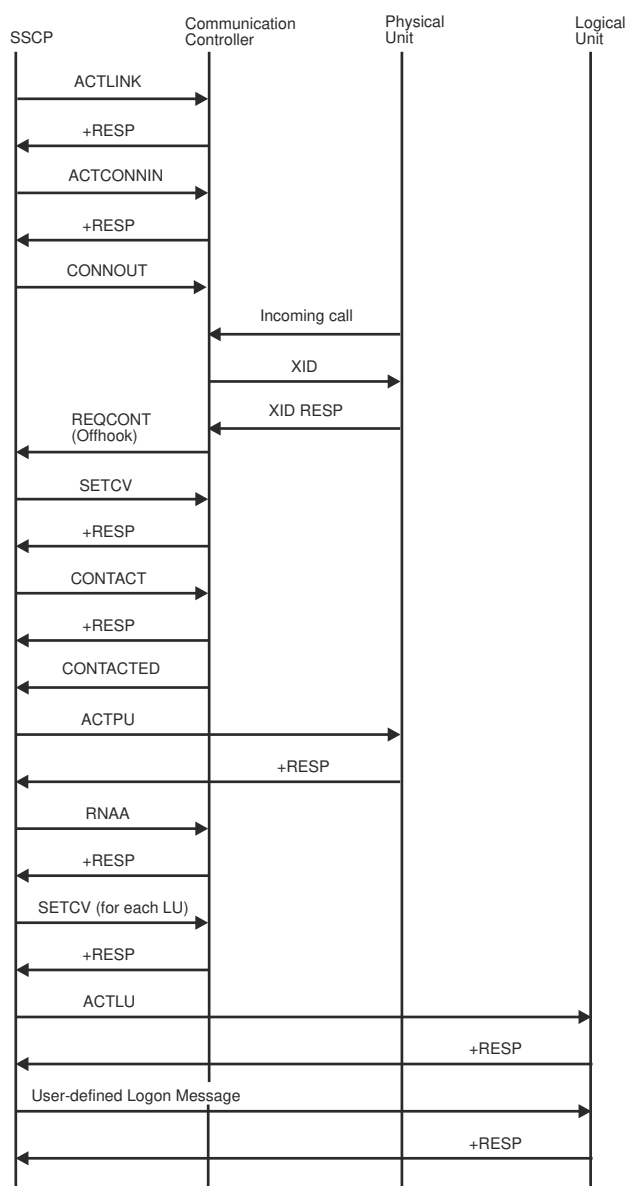 SSCP
Communication
Controller
Physical
Unit
Logical
Unit
ACTLINK
+RESP
ACTCONNIN
+RESP
CONNOUT
Incoming call
XID
XID RESP
REQCONT
(Offhook)
SETCV
+RESP
CONTACT
+RESP
CONTACTED
ACTPU
+RESP
RNAA
+RESP
SETCV (for each LU)
+RESP
ACTLU
+RESP
User-defined Logon Message
+RESP